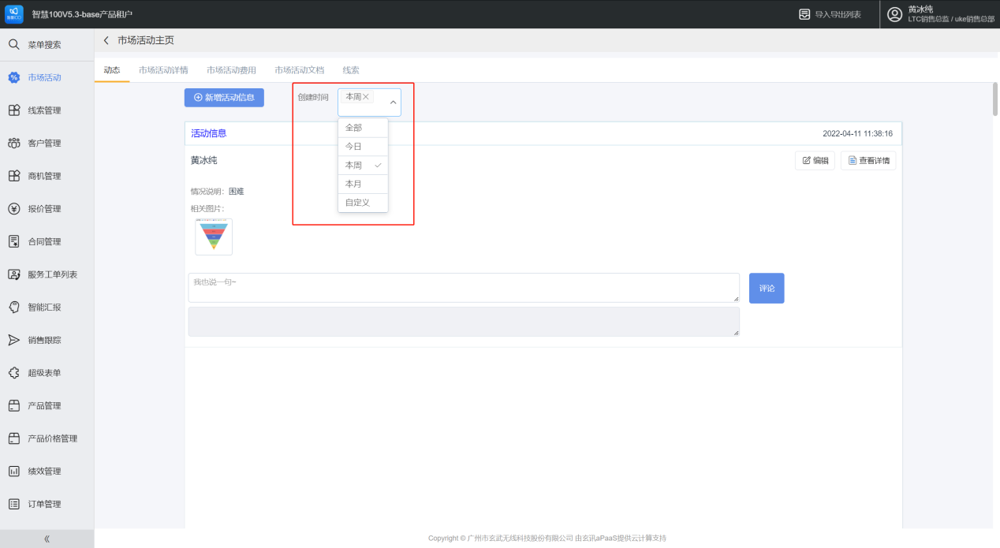 智慧100V5.3-base产品租户
导入导出列表
黄冰纯
LTC销售总监 / uke销售总部
菜单搜索
市场活动主页
市场活动
线索管理
客户管理
商机管理
报价管理
合同管理
服务工单列表
智能汇报
销售跟踪
超级表单
产品管理
产品价格管理
绩效管理
订单管理
动态 市场活动详情 市场活动费用 市场活动文档 线索
新增活动信息
创建时间 本周
全部
今日
本周
本月
自定义
活动信息 2022-04-11 11:38:16
黄冰纯
编辑 查看详情
情况说明: 困难
相关图片:
我也说一句~
评论
Copyright © 广州市玄武无线科技股份有限公司 由玄讯aPaaS提供云计算支持